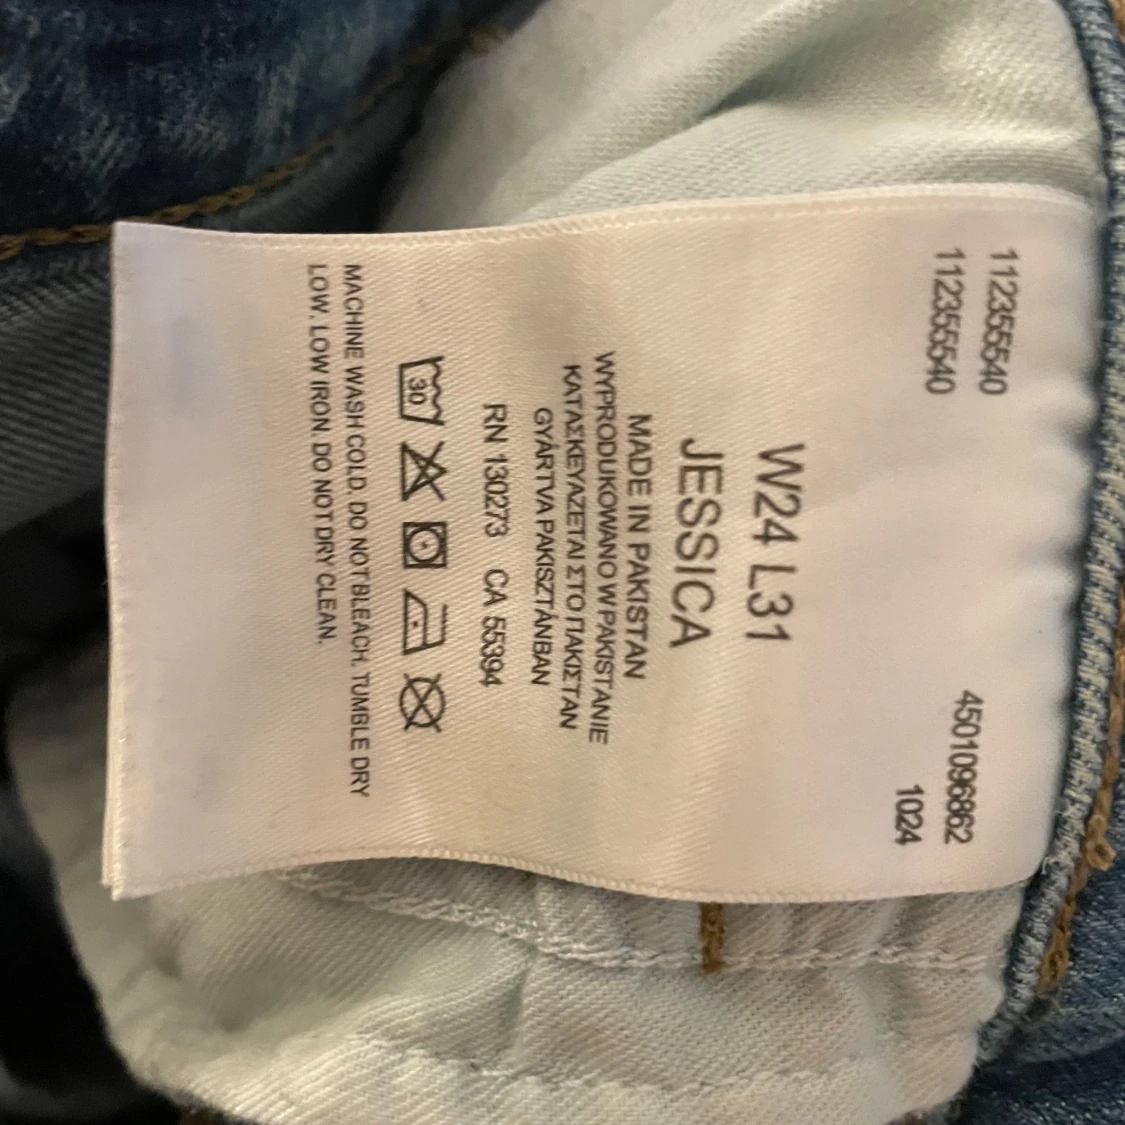 112355540
112355540
4501096862
1024
W24 L31
JESSICA
MADE IN PAKISTAN
WYPRODUKOWANO W PAKISTANIE
ΚΑΤΑΣΚΕΥΑΖΕΤΑΙ ΣΤΟ ΠΑΚΙΣΤΑΝ
GYÁRTVA PAKISZTÁNBAN
RN 130273 CA 55394
30
MACHINE WASH COLD. DO NOT BLEACH. TUMBLE DRY
LOW. LOW IRON. DO NOT DRY CLEAN.